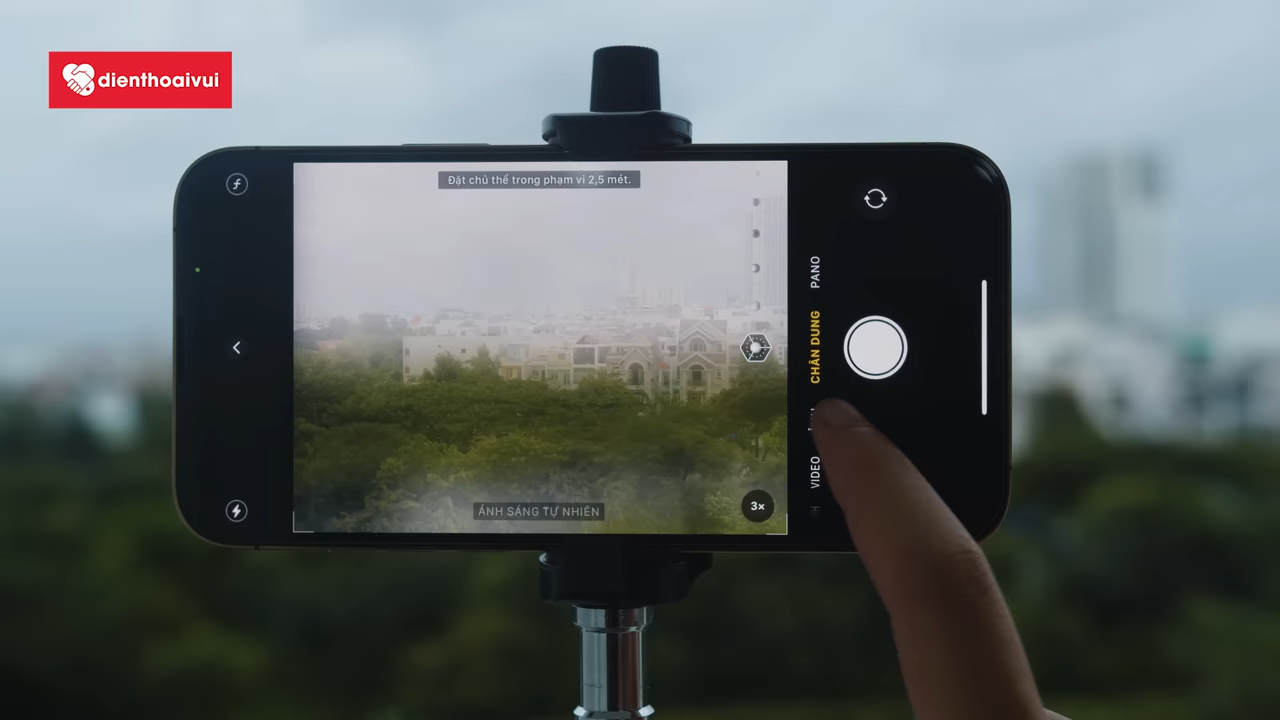 dienthoaivui
Đặt chủ thể trong phạm vi 2,5 mét.
PANO
CHÂN DUNG
VIDEO
ÁNH SÁNG TỰ NHIÊN
3×